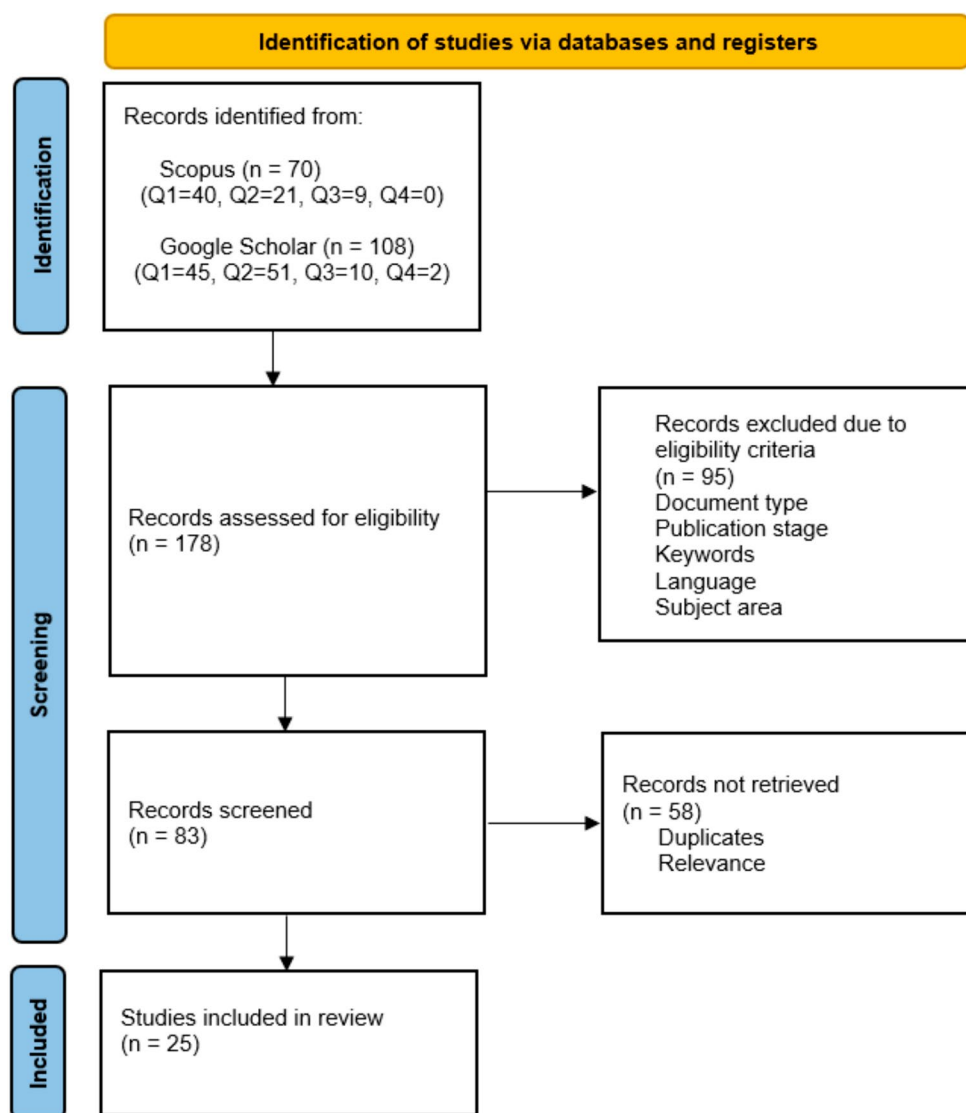 Identification of studies via databases and registers
Identification
Records identified from:
Scopus (n = 70)
(Q1=40, Q2=21, Q3=9, Q4=0)
Google Scholar (n = 108)
(Q1=45, Q2=51, Q3=10, Q4=2)
Screening
Records assessed for eligibility
(n = 178)
Records excluded due to
eligibility criteria
(n = 95)
Document type
Publication stage
Keywords
Language
Subject area
Records screened
(n = 83)
Records not retrieved
(n = 58)
Duplicates
Relevance
Included
Studies included in review
(n = 25)